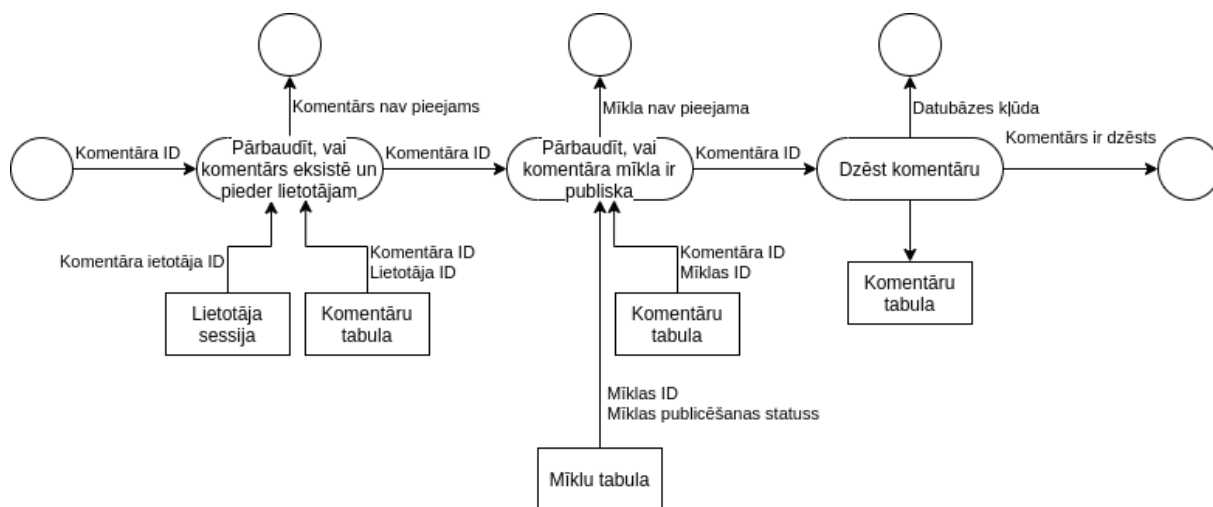 Komentārs nav pieejams
Mīkla nav pieejama
Datubāzes kļūda
Komentāra ID
Pārbaudīt, vai
komentārs eksistē un
pieder lietotājam
Komentāra ID
Pārbaudīt, vai
komentāra mīkla ir
publiska
Komentāra ID
Dzēst komentāru
Komentārs ir dzēsts
Komentāra ietotāja ID
Komentāra ID
Lietotāja ID
Komentāra ID
Mīklas ID
Lietotāja
sessija
Komentāru
tabula
Komentāru
tabula
Komentāru
tabula
Mīklas ID
Mīklas publicēšanas statuss
Mīklu tabula